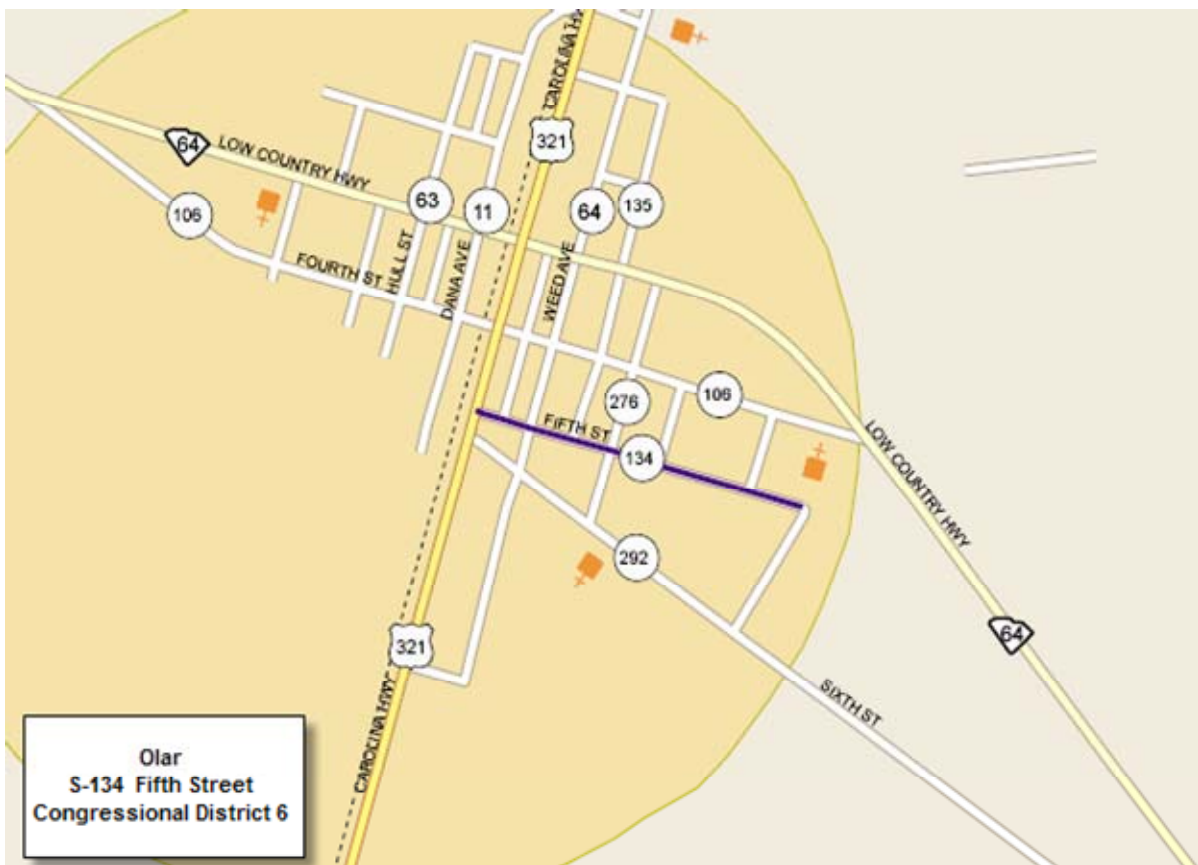 CAROLINA HWY
321
64
LOW COUNTRY HWY
63
11
64
135
106
FOURTH ST
HULL ST
DANA AVE
WEED AVE
276
106
FIFTH ST
134
LOW COUNTRY HWY
292
64
321
SIXTH ST
CAROLINA HWY
Olar
S-134 Fifth Street
Congressional District 6